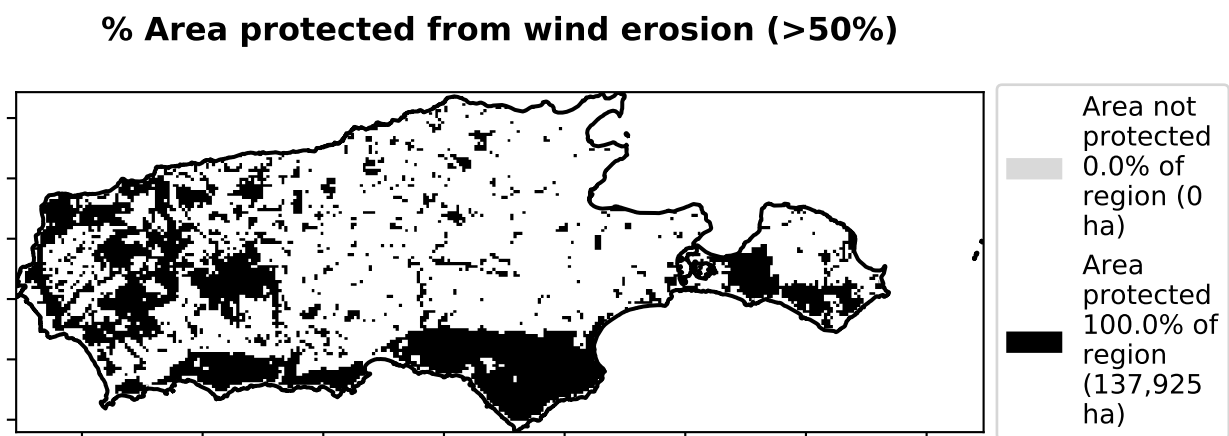 % Area protected from wind erosion (>50%)
Area not
protected
0.0% of
region (0
ha)
Area
protected
100.0% of
region
(137,925
ha)